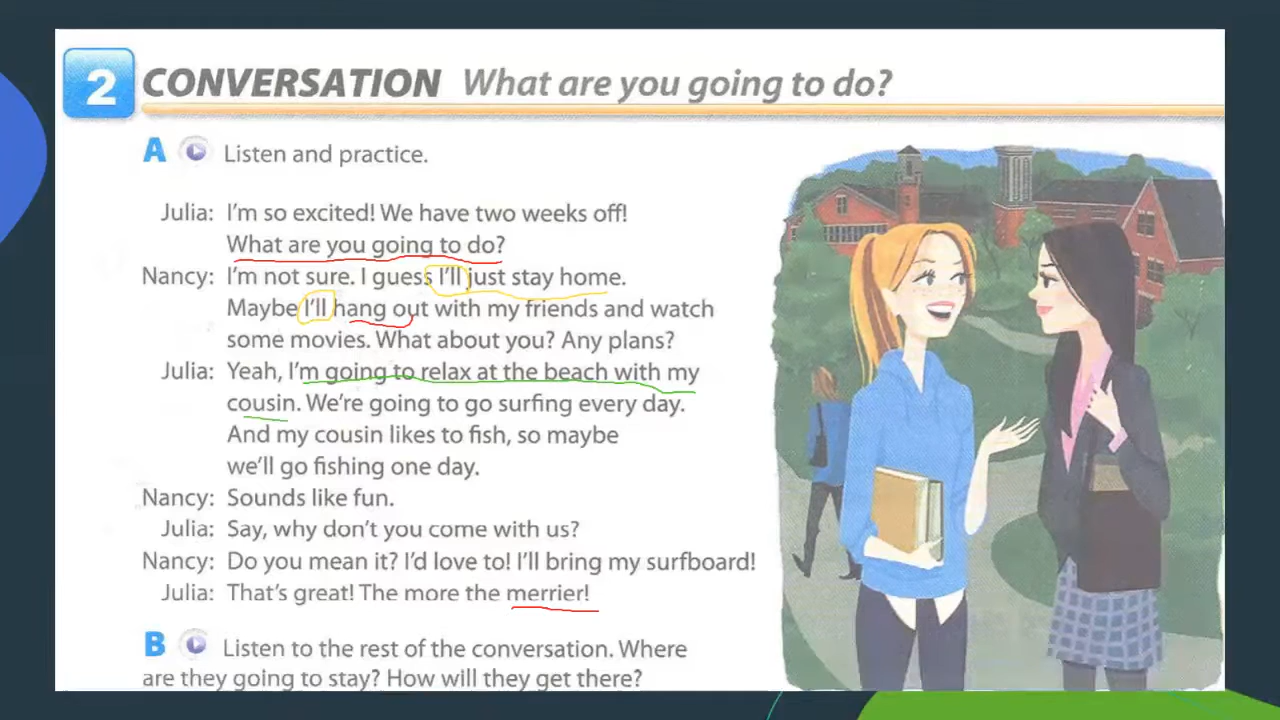 2 CONVERSATION What are you going to do?
A Listen and practice.
Julia: I'm so excited! We have two weeks off!
What are you going to do?
Nancy: I'm not sure. I guess I'll just stay home.
Maybe I'll hang out with my friends and watch
some movies. What about you? Any plans?
Julia: Yeah, I'm going to relax at the beach with my
cousin. We're going to go surfing every day.
And my cousin likes to fish, so maybe
we'll go fishing one day.
Nancy: Sounds like fun.
Julia: Say, why don't you come with us?
Nancy: Do you mean it? I'd love to! I'll bring my surfboard!
Julia: That's great! The more the merrier!
B Listen to the rest of the conversation. Where
are they going to stay? How will they get there?